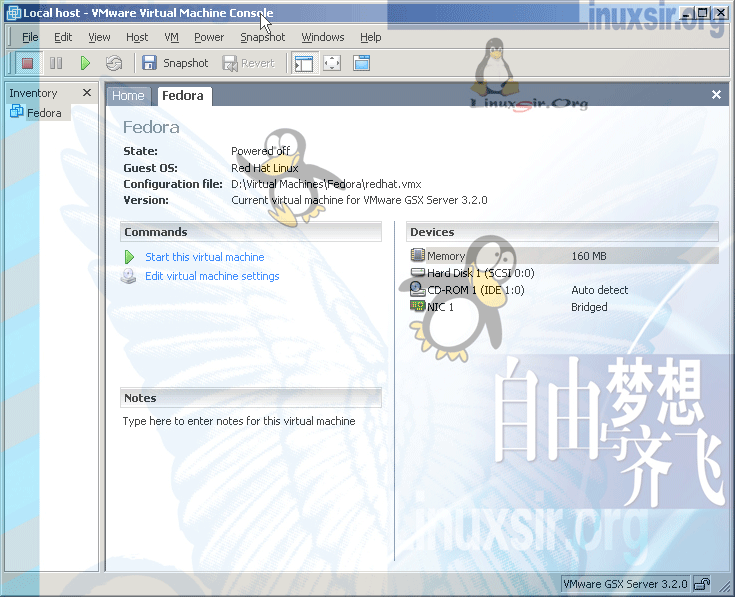 Local host - VMware Virtual Machine Console
inuxsir.org
File Edit View Host VM Power Snapshot Windows Help
Snapshot Revert
Linuxsir.Org
Inventory
Fedora
Home Fedora
Fedora
State: Powered off
Guest OS: Red Hat Linux
Configuration file: D:\Virtual Machines\Fedora\redhat.vmx
Version: Current virtual machine for VMware GSX Server 3.2.0
Commands
Start this virtual machine
Edit virtual machine settings
Devices
Memory 160 MB
Hard Disk 1 (SCSI 0:0)
CD-ROM 1 (IDE 1:0) Auto detect
NIC 1 Bridged
Notes
Type here to enter notes for this virtual machine
自由与梦想齐飞
inuxsir.org
VMware GSX Server 3.2.0